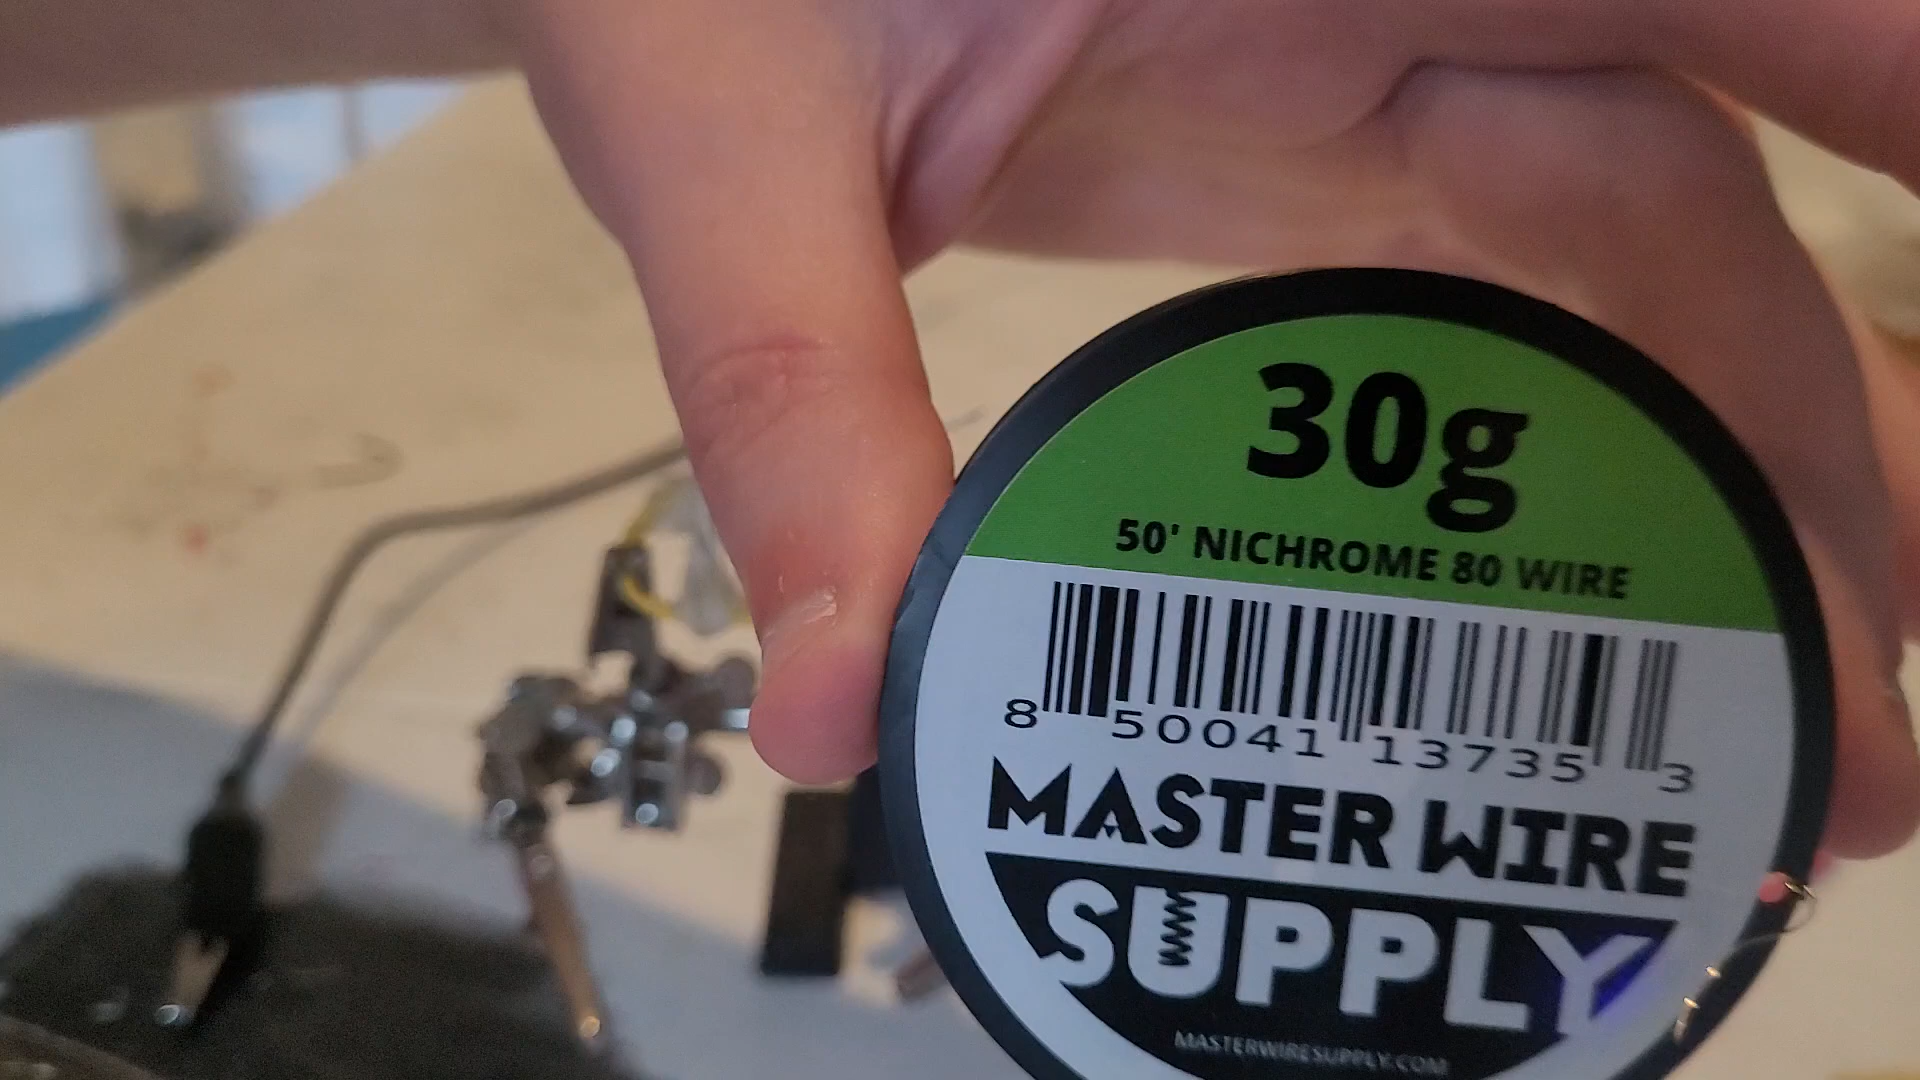 30g
50' NICHROME 80 WIRE
8 50041 13735 3
MASTER WIRE
SUPPLY
MASTERWIRESUPPLY.COM